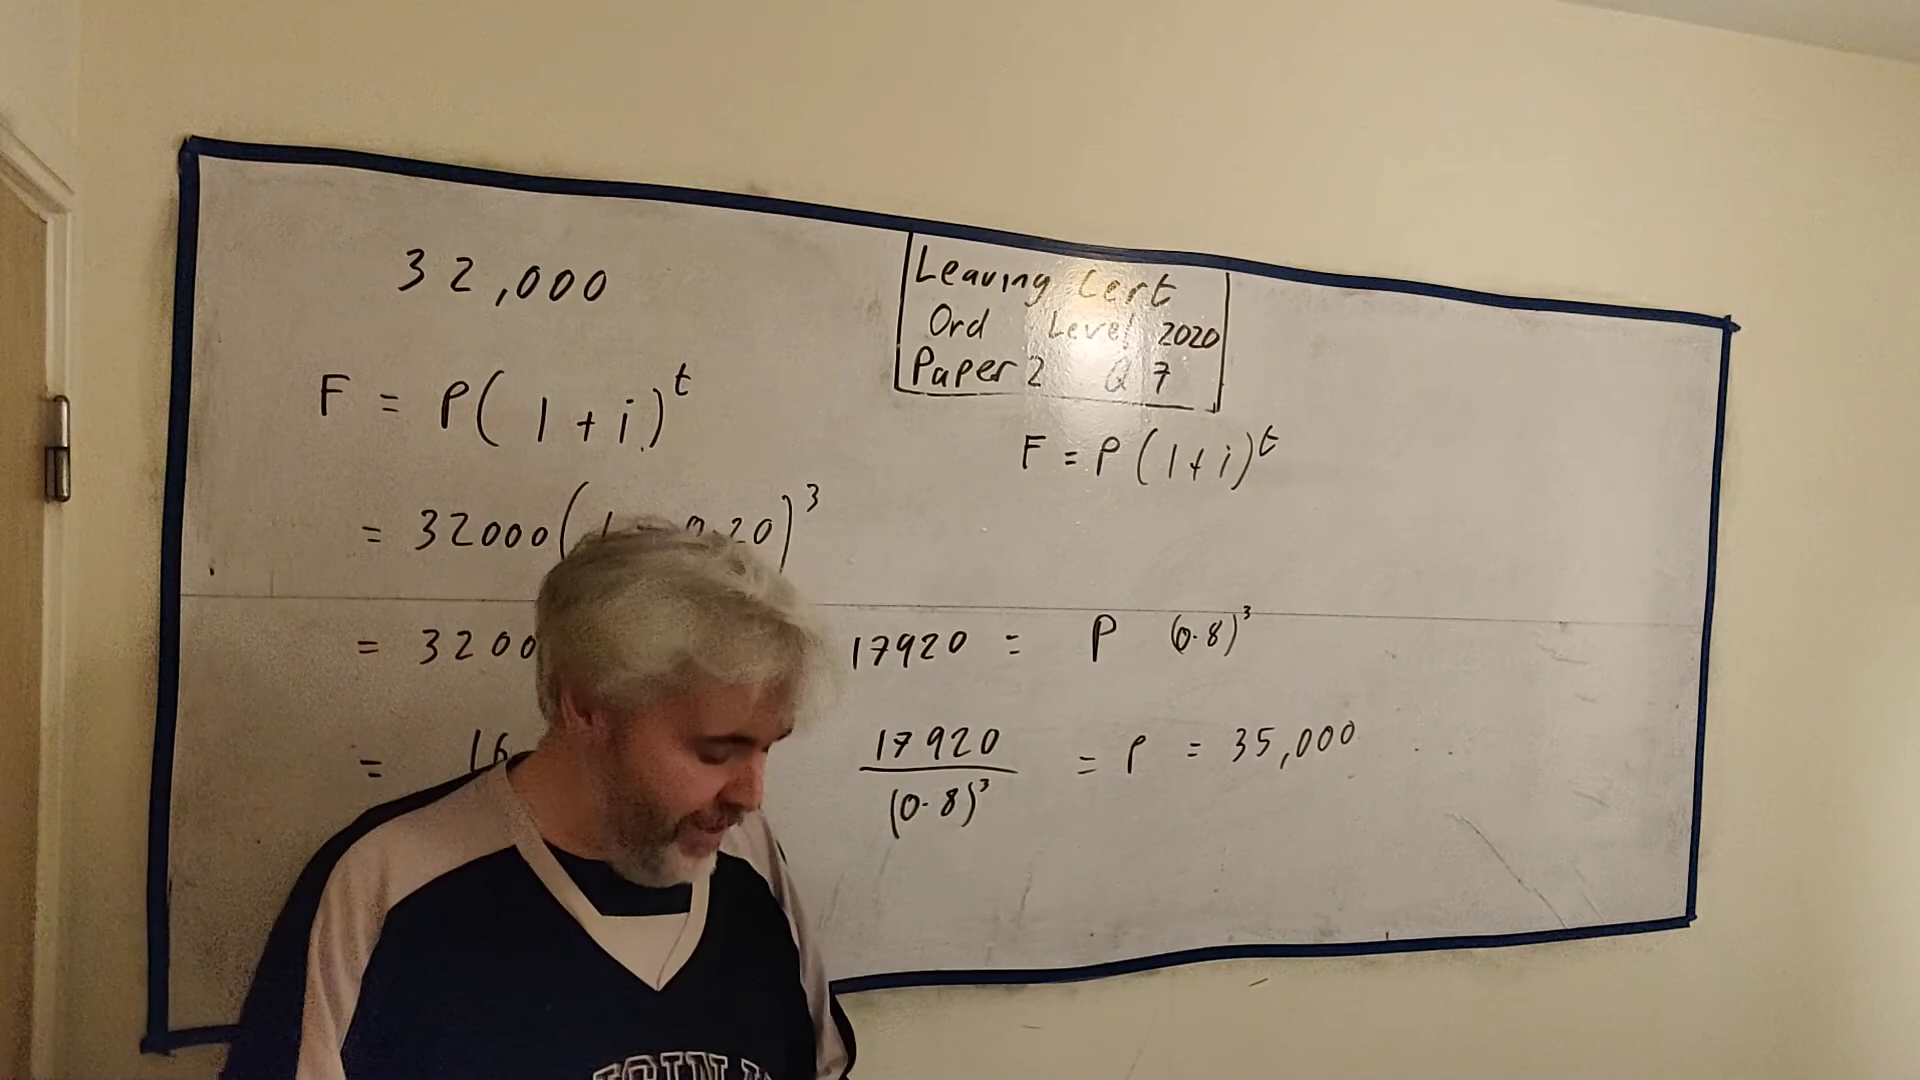 32,000
F = P(1+i)^t
= 32000(1 - 0.20)^3
= 3200
= 16
Leaving Cert
Ord Level 2020
Paper 2 Q7
F = P(1+i)^t
17920 = P (0.8)^3
17920
(0.8)^3
= P = 35,000